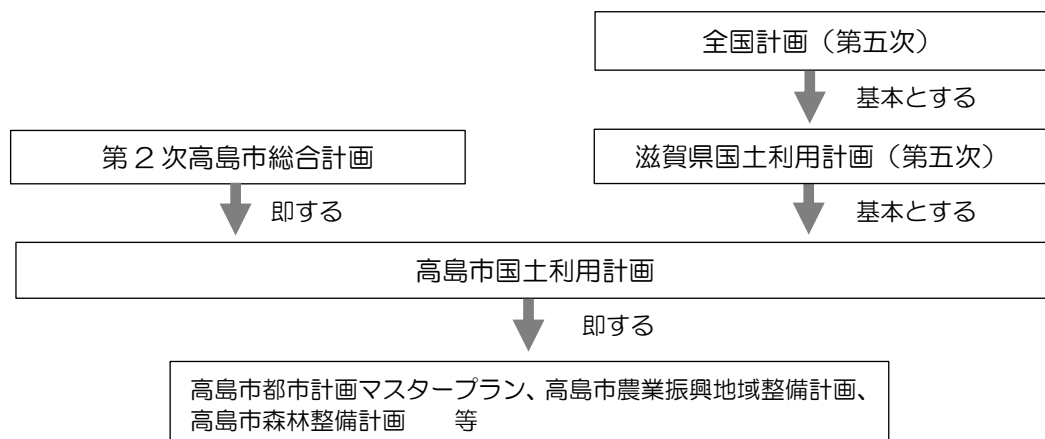 全国計画（第五次）
基本とする
第２次高島市総合計画
滋賀県国土利用計画（第五次）
即する
基本とする
高島市国土利用計画
即する
高島市都市計画マスタープラン、高島市農業振興地域整備計画、
高島市森林整備計画　　等